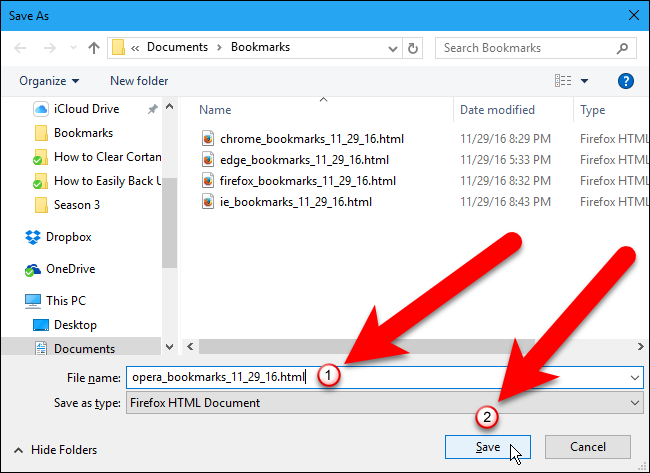 Save As
« Documents › Bookmarks
Search Bookmarks
Organize
New folder
?
iCloud Drive
Bookmarks
How to Clear Cortan
How to Easily Back U
Season 3
Dropbox
OneDrive
This PC
Desktop
Documents
Name Date modified Type
chrome_bookmarks_11_29_16.html 11/29/16 8:29 PM Firefox HTML
edge_bookmarks_11_29_16.html 11/29/16 5:33 PM Firefox HTML
firefox_bookmarks_11_29_16.html 11/29/16 8:32 PM Firefox HTML
ie_bookmarks_11_29_16.html 11/29/16 8:43 PM Firefox HTML
File name: opera_bookmarks_11_29_16.html
1
Save as type: Firefox HTML Document
2
Hide Folders
Save
Cancel